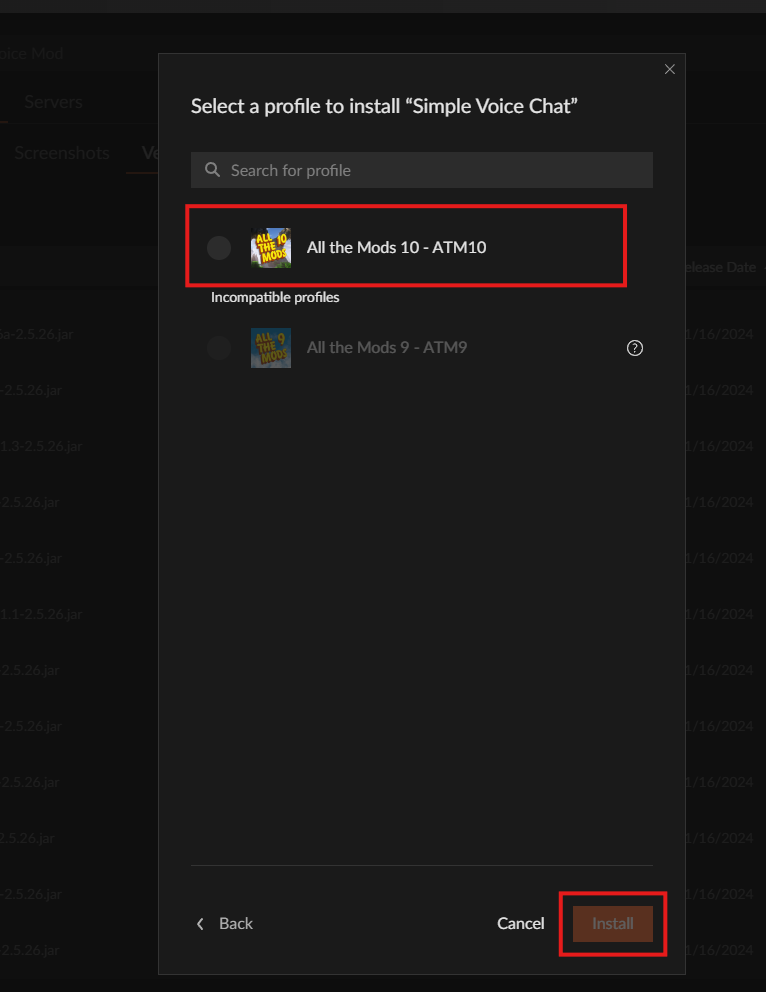 oice Mod
Servers
Screenshots
Ve
Select a profile to install “Simple Voice Chat”
Search for profile
ALL THE 10 MODS
All the Mods 10 - ATM10
elease Date
Incompatible profiles
6a-2.5.26.jar
1/16/2024
ALL THE 9 MODS
All the Mods 9 - ATM9
?
-2.5.26.jar
1/16/2024
1.3-2.5.26.jar
1/16/2024
-2.5.26.jar
1/16/2024
-2.5.26.jar
1/16/2024
1.1-2.5.26.jar
1/16/2024
-2.5.26.jar
1/16/2024
-2.5.26.jar
1/16/2024
-2.5.26.jar
1/16/2024
2.5.26.jar
1/16/2024
-2.5.26.jar
1/16/2024
Back
Cancel
Install
-2.5.26.jar
1/16/2024